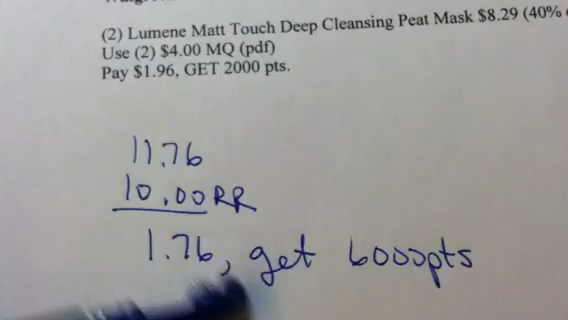 (2) Lumene Matt Touch Deep Cleansing Peat Mask $8.29 (40%
Use (2) $4.00 MQ (pdf)
Pay $1.96, GET 2000 pts.
11.76
10.00RR
1.76, get 6000pts